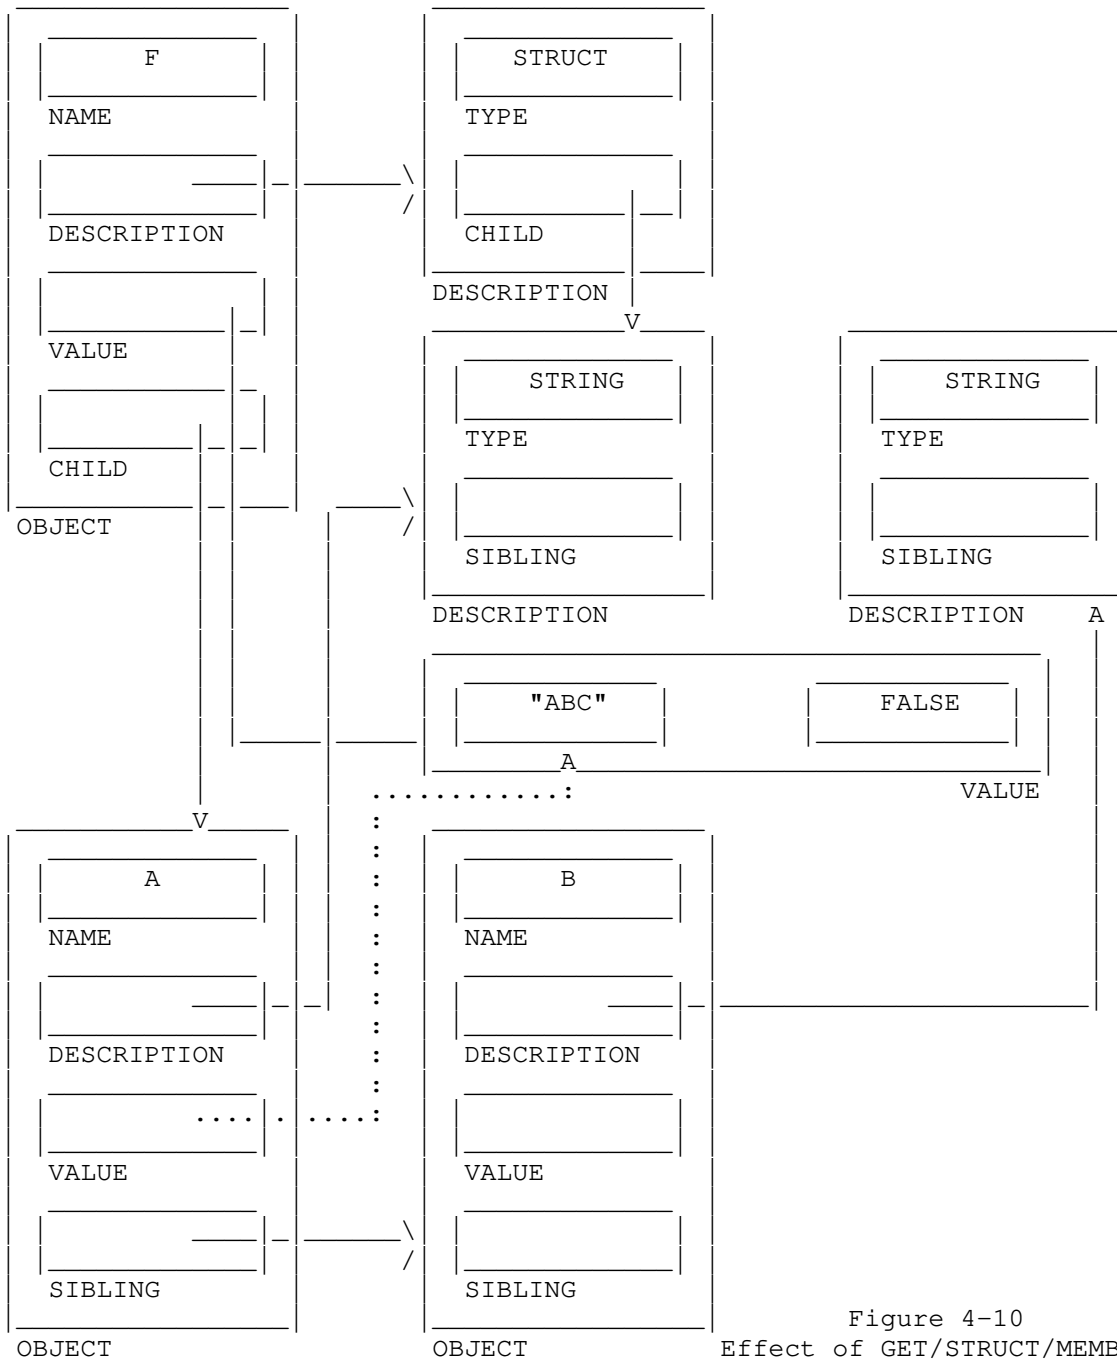 F STRUCT
NAME TYPE
DESCRIPTION CHILD
DESCRIPTION
VALUE
STRING STRING
CHILD TYPE TYPE
OBJECT
SIBLING SIBLING
DESCRIPTION DESCRIPTION A
"ABC" FALSE
A
VALUE
V
A B
NAME NAME
DESCRIPTION DESCRIPTION
VALUE VALUE
SIBLING SIBLING
Figure 4-10
OBJECT OBJECT Effect of GET/STRUCT/MEMB